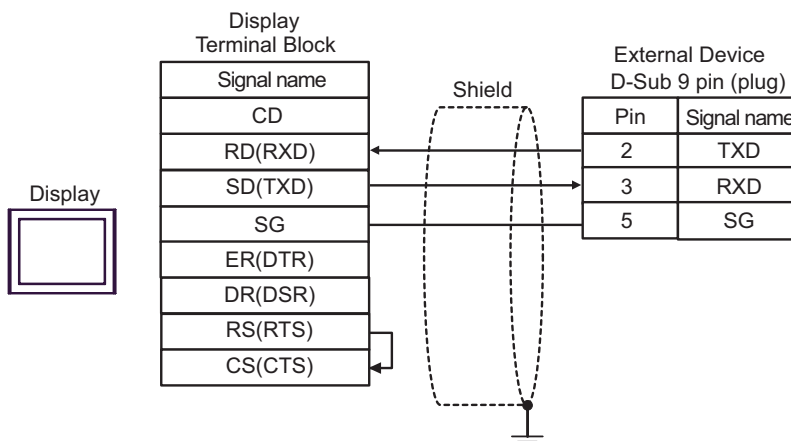 Display
Terminal Block
Signal name
CD
RD(RXD)
SD(TXD)
SG
ER(DTR)
DR(DSR)
RS(RTS)
CS(CTS)
Display
Shield
External Device
D-Sub 9 pin (plug)
Pin Signal name
2 TXD
3 RXD
5 SG